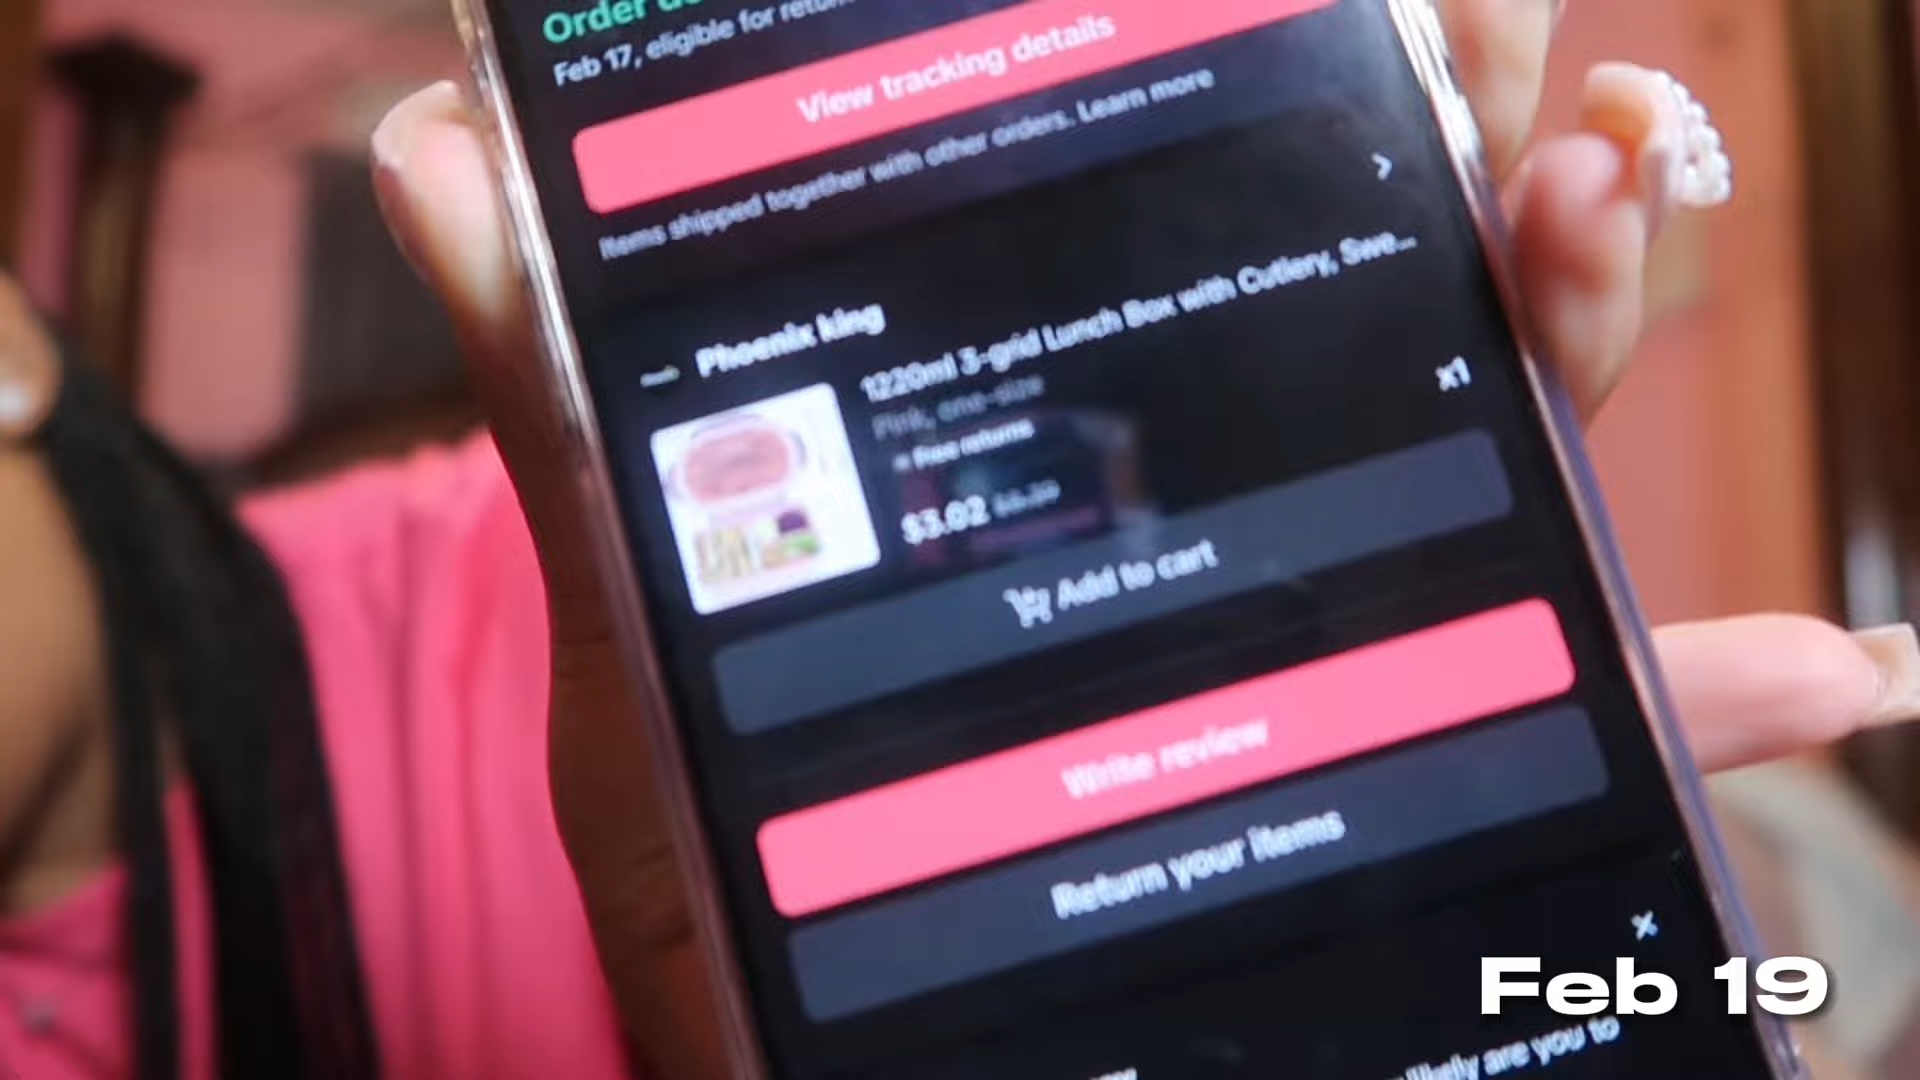 Order
Feb 17, eligible for return
View tracking details
Items shipped together with other orders. Learn more
Phoenix king
1220ml 3-grid Lunch Box with Cutlery, Swe...
Pink, one-size
x1
Free returns
$3.02
Add to cart
Write review
Return your items
Feb 19
likely are you to